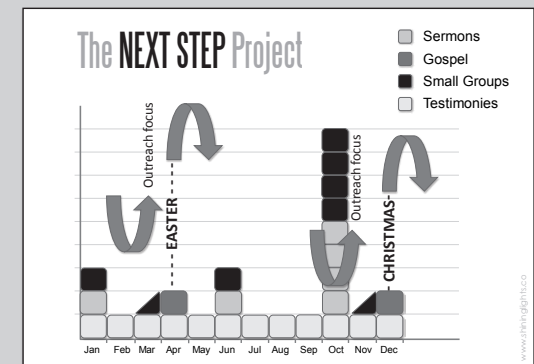 The NEXT STEP Project
Sermons
Gospel
Small Groups
Testimonies
Outreach focus
EASTER
Outreach focus
CHRISTMAS
Jan Feb Mar Apr May Jun Jul Aug Sep Oct Nov Dec
www.shininglights.co